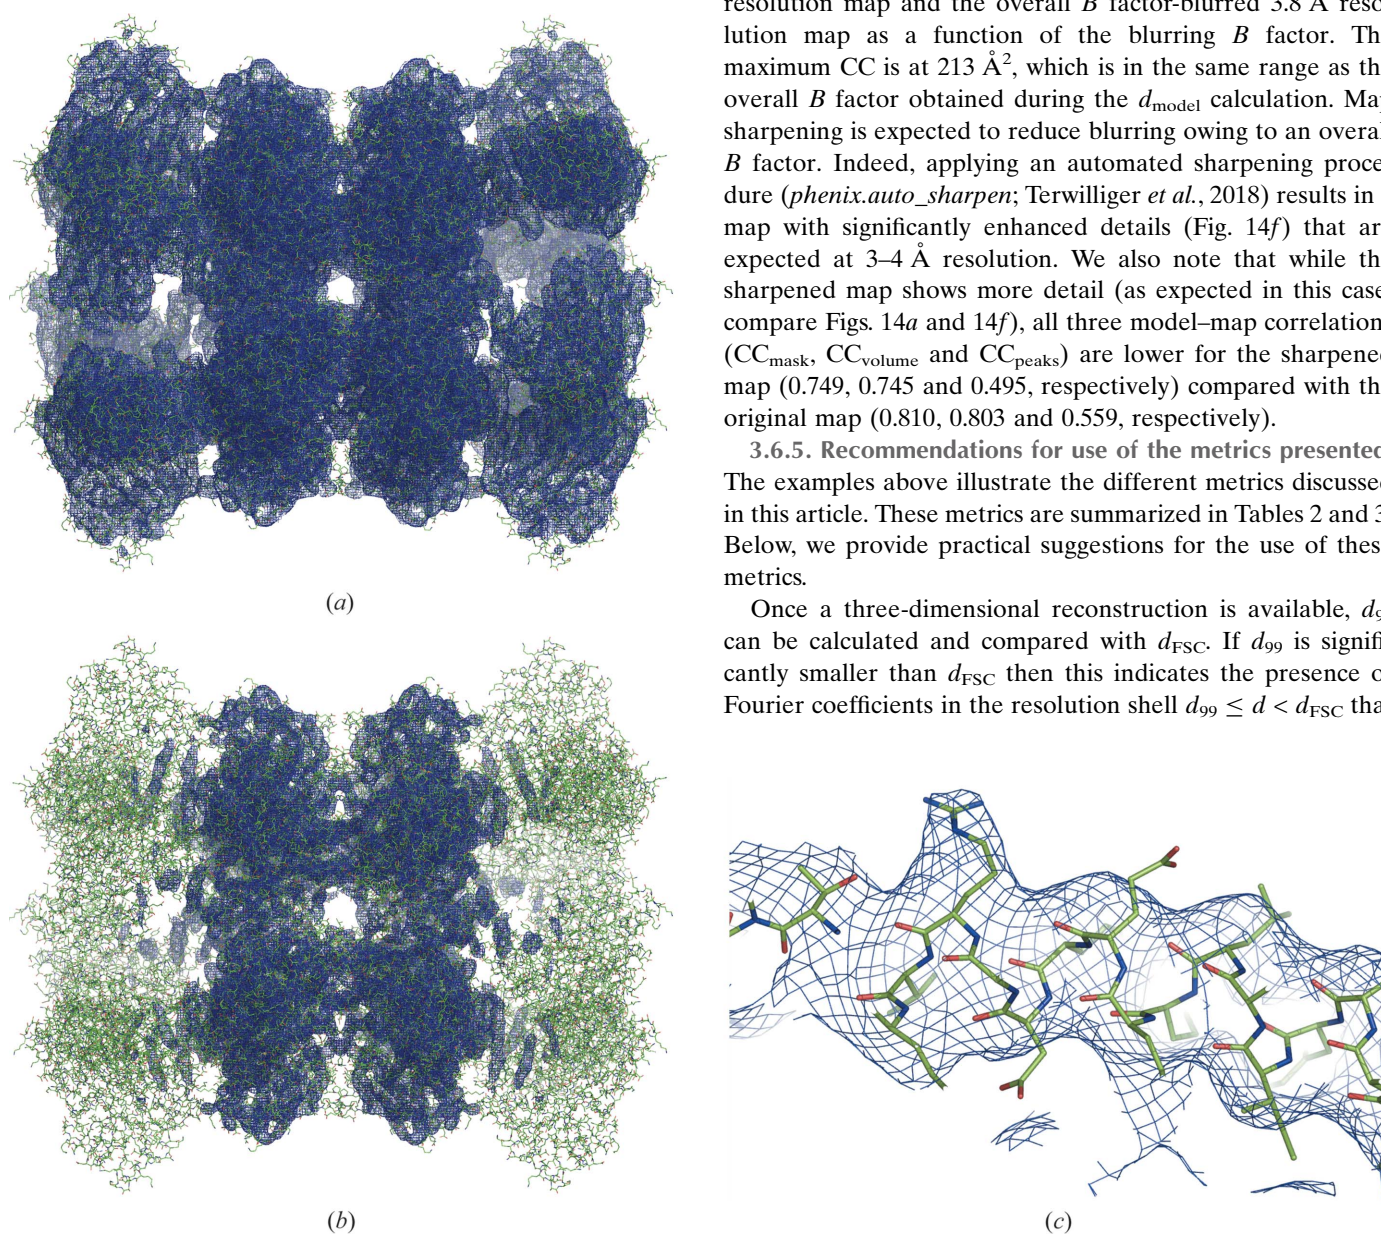 resolution map and the overall B factor-blurred 3.8 Å reso
lution map as a function of the blurring B factor. Th
maximum CC is at 213 Å², which is in the same range as th
overall B factor obtained during the d_model calculation. Map
sharpening is expected to reduce blurring owing to an overal
B factor. Indeed, applying an automated sharpening proce
dure (phenix.auto_sharpen; Terwilliger et al., 2018) results in
map with significantly enhanced details (Fig. 14f) that ar
expected at 3–4 Å resolution. We also note that while th
sharpened map shows more detail (as expected in this case
compare Figs. 14a and 14f), all three model–map correlation
(CC_mask, CC_volume and CC_peaks) are lower for the sharpene
map (0.749, 0.745 and 0.495, respectively) compared with th
original map (0.810, 0.803 and 0.559, respectively).
3.6.5. Recommendations for use of the metrics presented
The examples above illustrate the different metrics discusse
in this article. These metrics are summarized in Tables 2 and 3
Below, we provide practical suggestions for the use of thes
metrics.
Once a three-dimensional reconstruction is available, d_9
can be calculated and compared with d_FSC. If d_99 is signifi
cantly smaller than d_FSC then this indicates the presence o
Fourier coefficients in the resolution shell d_99 ≤ d < d_FSC tha
(a)
(b)
(c)